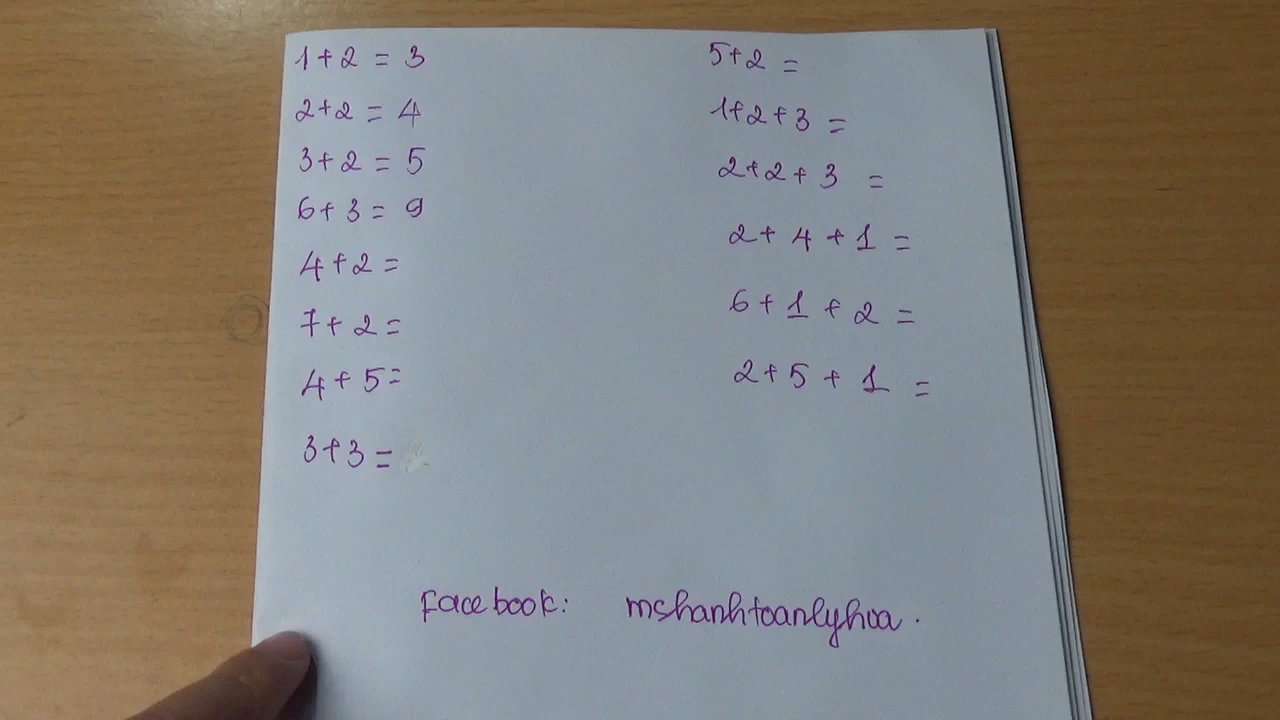 1+2 = 3
2+2 = 4
3+2 = 5
6+3 = 9
4+2 =
7+2 =
4+5 =
3+3 =
5+2 =
1+2+3 =
2+2+3 =
2+4+1 =
6+1+2 =
2+5+1 =
Facebook: mshanhtoanlyhoa.